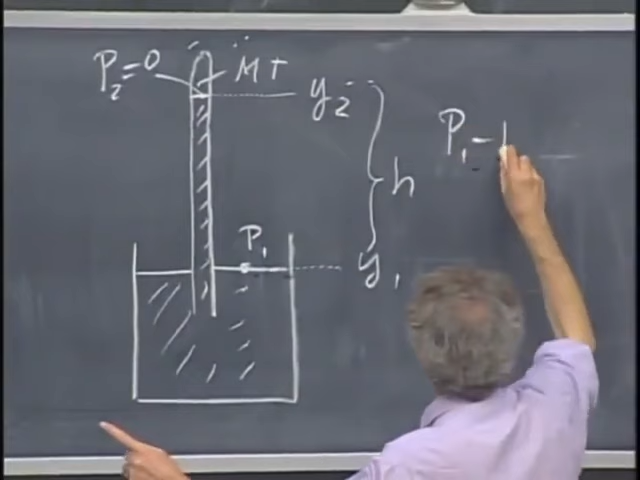 P₂=0
MT
y₂
P₁-
h
P₁
y₁